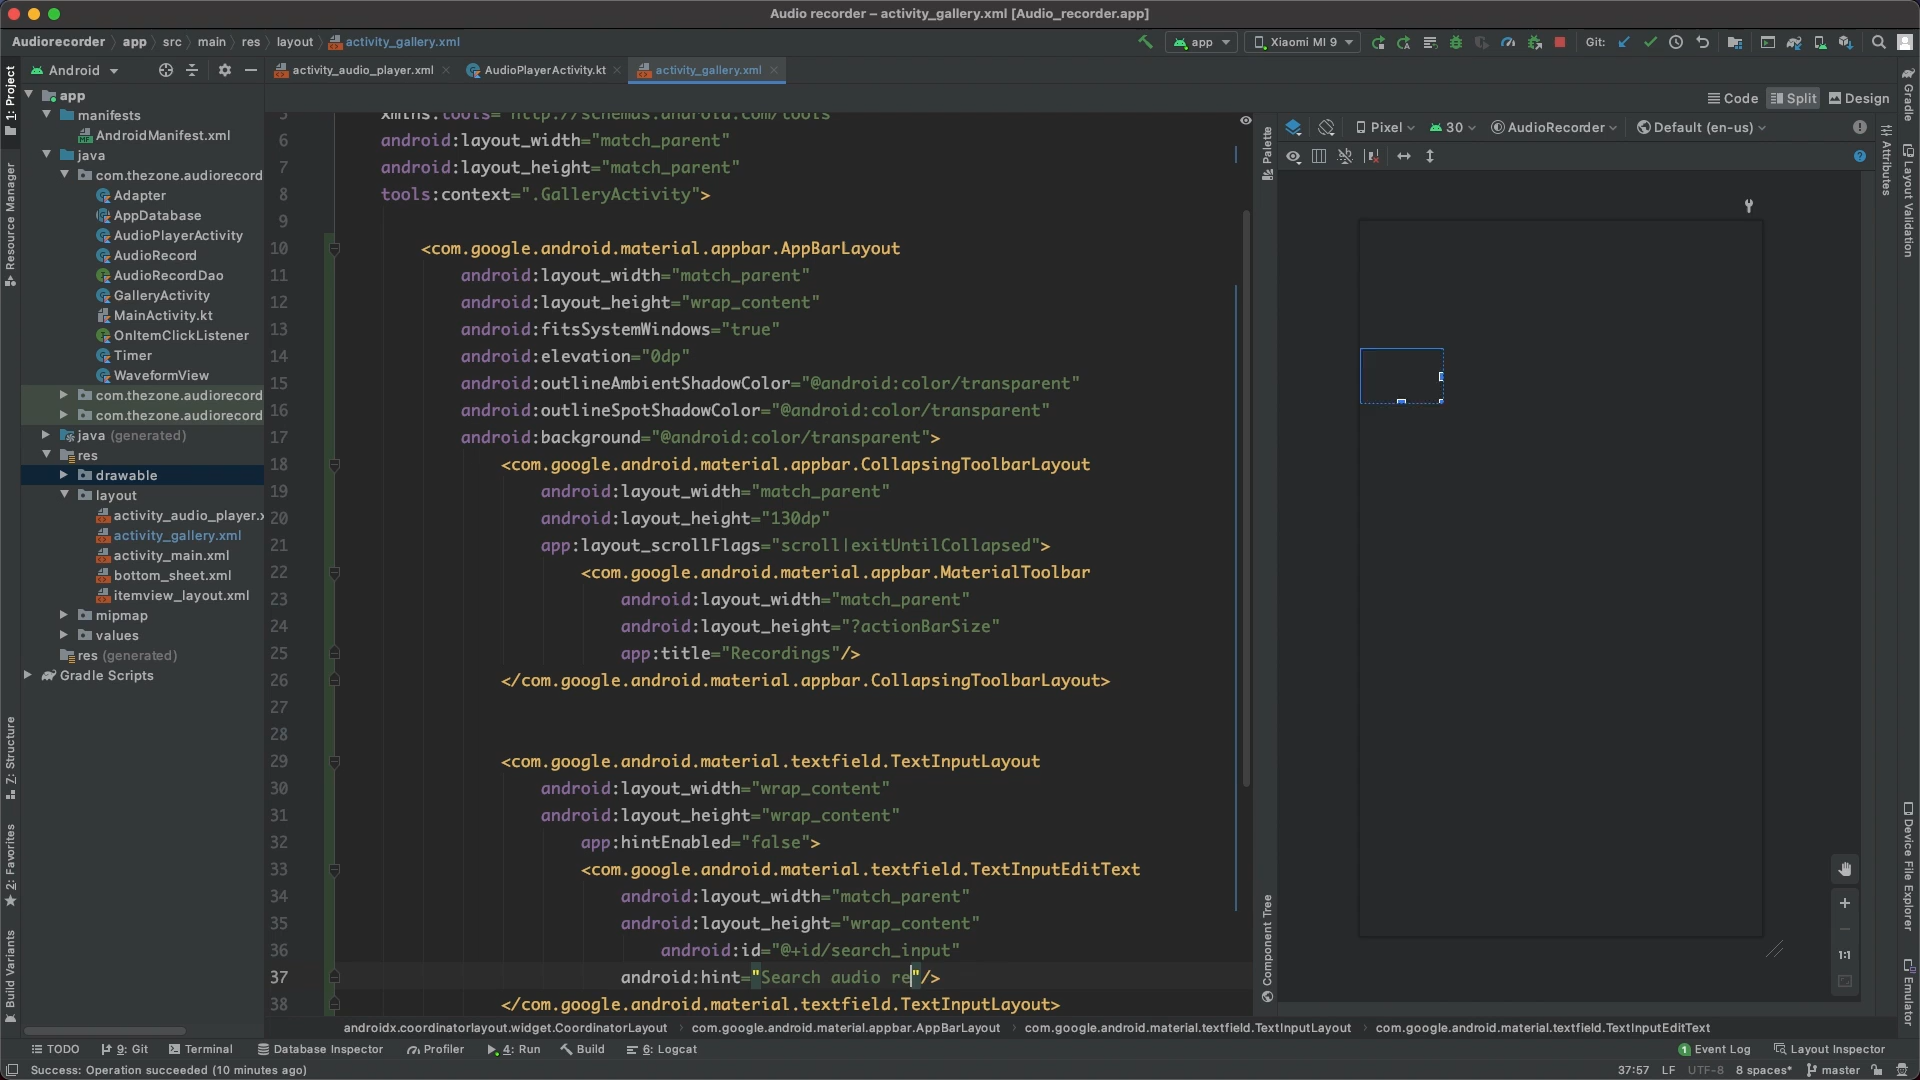 Audio recorder – activity_gallery.xml [Audio_recorder.app]
Audiorecorder app src main res layout activity_gallery.xml
app Xiaomi MI 9 Git:
Android
activity_audio_player.xml AudioPlayerActivity.kt activity_gallery.xml
Code Split Design
1: Project
Resource Manager
Z: Structure
2: Favorites
Build Variants
app
manifests
AndroidManifest.xml
java
com.thezone.audiorecord
Adapter
AppDatabase
AudioPlayerActivity
AudioRecord
AudioRecordDao
GalleryActivity
MainActivity.kt
OnItemClickListener
Timer
WaveformView
com.thezone.audiorecord
com.thezone.audiorecord
java (generated)
res
drawable
layout
activity_audio_player.x
activity_gallery.xml
activity_main.xml
bottom_sheet.xml
itemview_layout.xml
mipmap
values
res (generated)
Gradle Scripts
5 xmlns:tools="http://schemas.android.com/tools"
6 android:layout_width="match_parent"
7 android:layout_height="match_parent"
8 tools:context=".GalleryActivity">
9
10 <com.google.android.material.appbar.AppBarLayout
11 android:layout_width="match_parent"
12 android:layout_height="wrap_content"
13 android:fitsSystemWindows="true"
14 android:elevation="0dp"
15 android:outlineAmbientShadowColor="@android:color/transparent"
16 android:outlineSpotShadowColor="@android:color/transparent"
17 android:background="@android:color/transparent">
18 <com.google.android.material.appbar.CollapsingToolbarLayout
19 android:layout_width="match_parent"
20 android:layout_height="130dp"
21 app:layout_scrollFlags="scroll|exitUntilCollapsed">
22 <com.google.android.material.appbar.MaterialToolbar
23 android:layout_width="match_parent"
24 android:layout_height="?actionBarSize"
25 app:title="Recordings"/>
26 </com.google.android.material.appbar.CollapsingToolbarLayout>
27
28
29 <com.google.android.material.textfield.TextInputLayout
30 android:layout_width="wrap_content"
31 android:layout_height="wrap_content"
32 app:hintEnabled="false">
33 <com.google.android.material.textfield.TextInputEditText
34 android:layout_width="match_parent"
35 android:layout_height="wrap_content"
36 android:id="@+id/search_input"
37 android:hint="Search audio re"/>
38 </com.google.android.material.textfield.TextInputLayout>
Palette
Component Tree
Pixel 30 AudioRecorder Default (en-us)
1:1
Gradle
Attributes
Layout Validation
Device File Explorer
Emulator
androidx.coordinatorlayout.widget.CoordinatorLayout com.google.android.material.appbar.AppBarLayout com.google.android.material.textfield.TextInputLayout com.google.android.material.textfield.TextInputEditText
TODO 9: Git Terminal Database Inspector Profiler 4: Run Build 6: Logcat 1 Event Log Layout Inspector
Success: Operation succeeded (10 minutes ago) 37:57 LF UTF-8 8 spaces* master